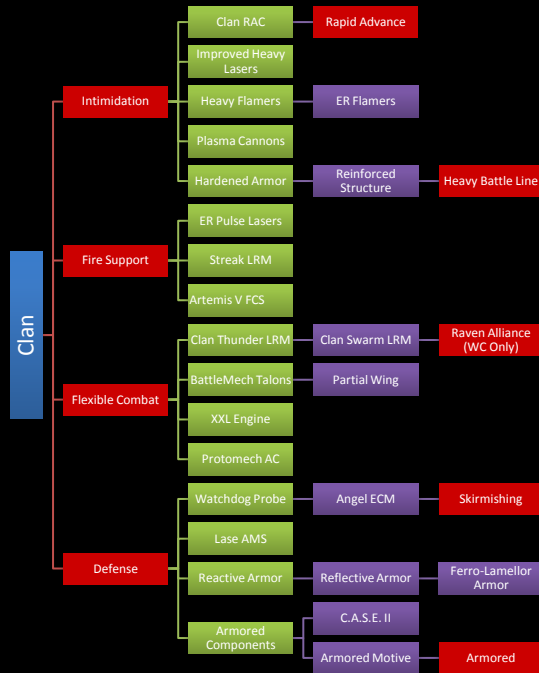 Clan
Intimidation
Clan RAC
Rapid Advance
Improved Heavy
Lasers
Heavy Flamers
ER Flamers
Plasma Cannons
Hardened Armor
Reinforced
Structure
Heavy Battle Line
Fire Support
ER Pulse Lasers
Streak LRM
Artemis V FCS
Flexible Combat
Clan Thunder LRM
Clan Swarm LRM
Raven Alliance
(WC Only)
BattleMech Talons
Partial Wing
XXL Engine
Protomech AC
Defense
Watchdog Probe
Angel ECM
Skirmishing
Lase AMS
Reactive Armor
Reflective Armor
Ferro-Lamellor
Armor
Armored
Components
C.A.S.E. II
Armored Motive
Armored